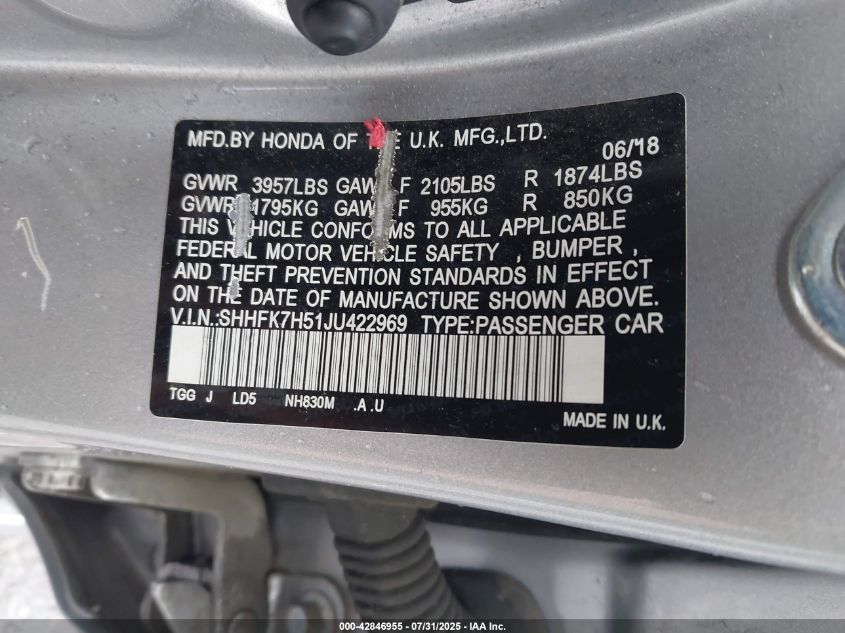 MFD.BY HONDA OF U.K. MFG.,LTD.
06/18
GVWR 3957LBS GAW F 2105LBS R 1874LBS
GVWR 1795KG GAW F 955KG R 850KG
THIS VEHICLE CONFORMS TO ALL APPLICABLE
FEDERAL MOTOR VEHICLE SAFETY , BUMPER ,
AND THEFT PREVENTION STANDARDS IN EFFECT
ON THE DATE OF MANUFACTURE SHOWN ABOVE.
V.I.N.:SHHFK7H51JU422969 TYPE:PASSENGER CAR
TGG J LD5 NH830M .A .U
MADE IN U.K.
000-42846955 / 07/31/2025 - IAA Inc.